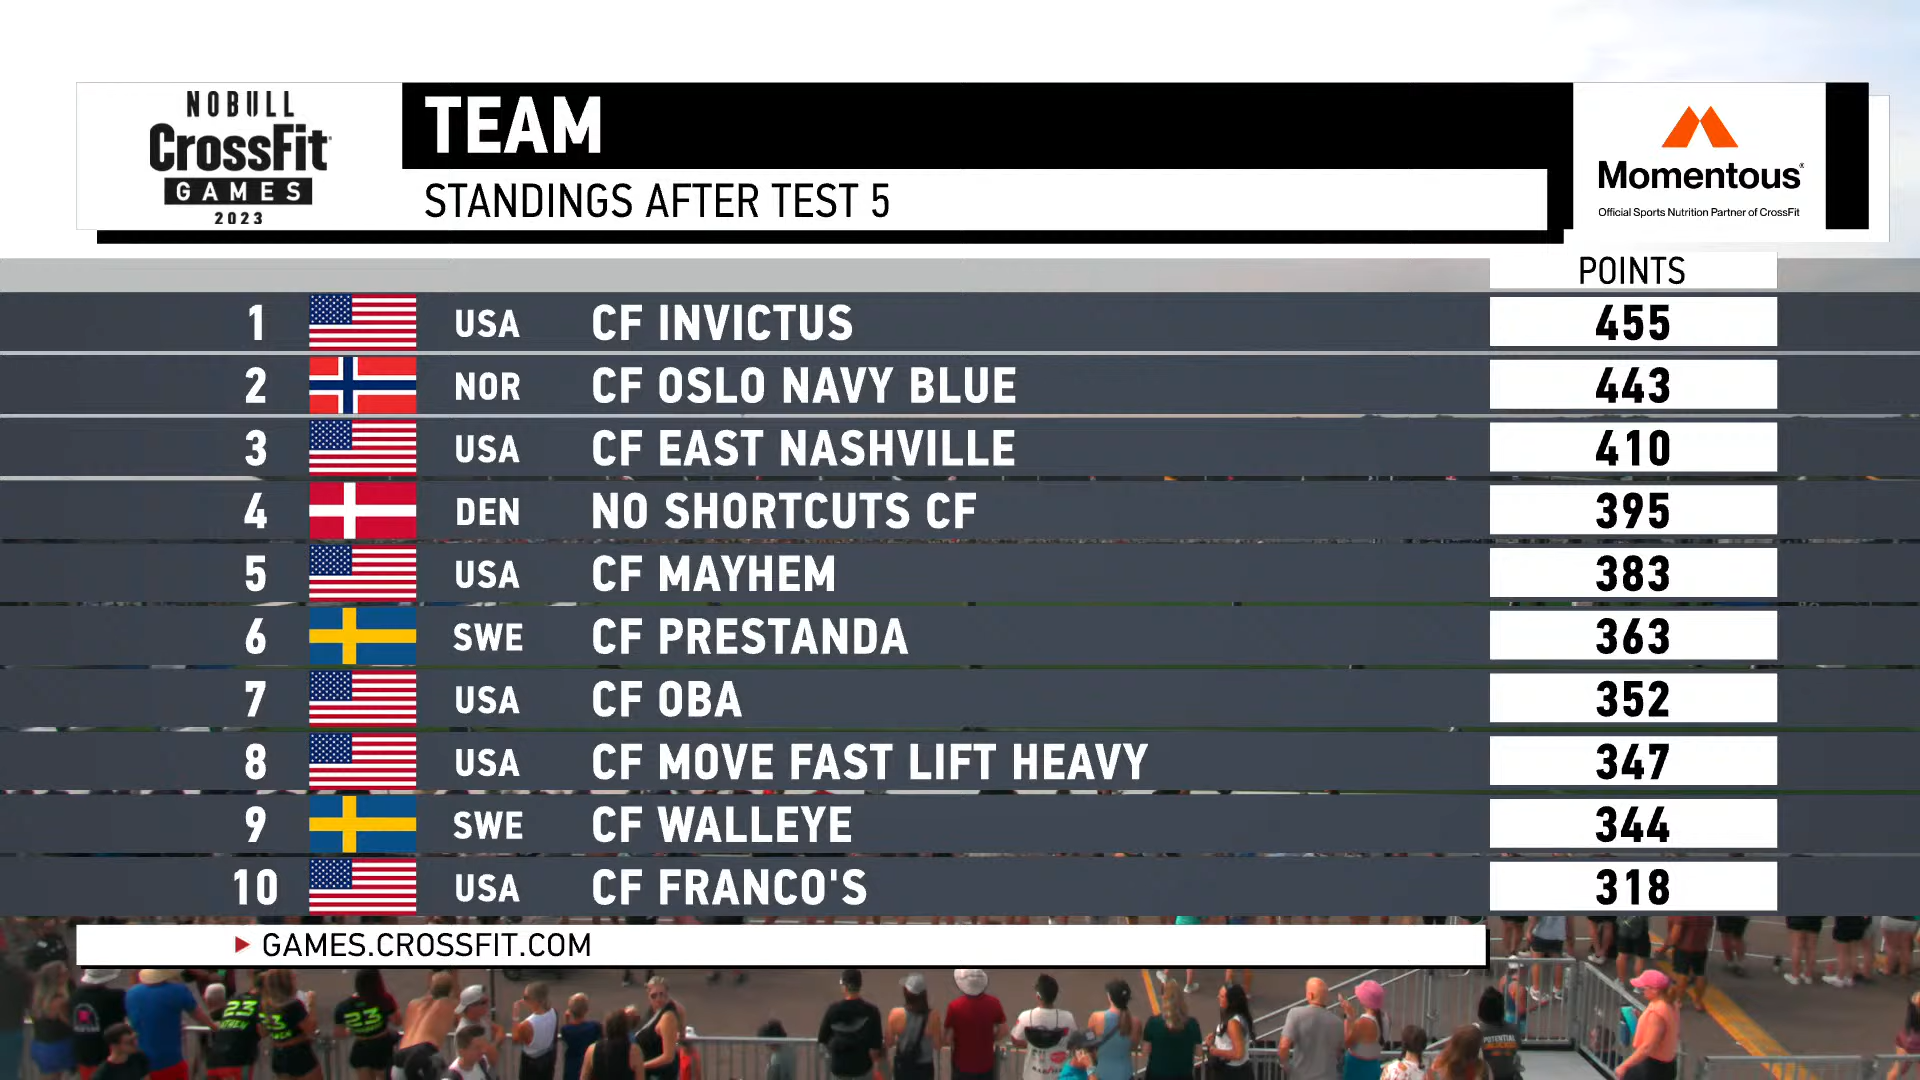 NOBULL
CrossFit
GAMES
2023
TEAM
STANDINGS AFTER TEST 5
Momentous®
Official Sports Nutrition Partner of CrossFit
POINTS
1 USA CF INVICTUS 455
2 NOR CF OSLO NAVY BLUE 443
3 USA CF EAST NASHVILLE 410
4 DEN NO SHORTCUTS CF 395
5 USA CF MAYHEM 383
6 SWE CF PRESTANDA 363
7 USA CF OBA 352
8 USA CF MOVE FAST LIFT HEAVY 347
9 SWE CF WALLEYE 344
10 USA CF FRANCO'S 318
GAMES.CROSSFIT.COM
23
23
23